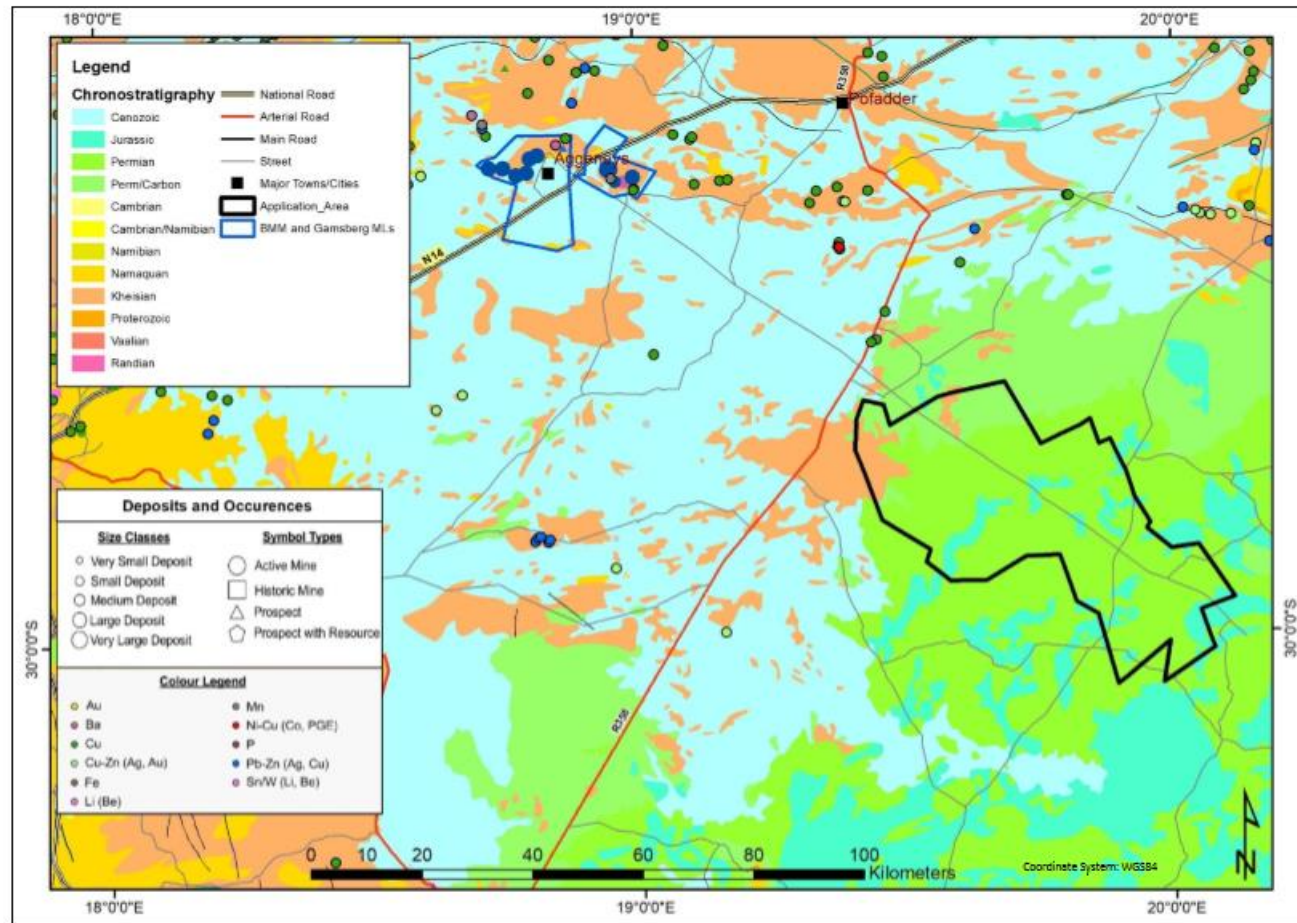 18°0'0"E
19°0'0"E
20°0'0"E
Legend
Chronostratigraphy
Canozoic
Jurassic
Permian
Perm/Carbon
Cambrian
Cambrian/Namibian
Namibian
Namaquan
Kheisian
Proterozoic
Vaalian
Randian
National Road
Arterial Road
Main Road
Street
Major Towns/Cities
Application_Area
BMM and Gamsberg MLs
R358
Pofadder
Aggeneys
N14
Deposits and Occurences
Size Classes
Very Small Deposit
Small Deposit
Medium Deposit
Large Deposit
Very Large Deposit
Symbol Types
Active Mine
Historic Mine
Prospect
Prospect with Resource
Colour Legend
Au
Ba
Cu
Cu-Zn (Ag, Au)
Fe
Li (Be)
Mn
Ni-Cu (Co, PGE)
P
Pb-Zn (Ag, Cu)
Sn/W (Li, Be)
30°0'0"S
30°0'0"S
R358
0 10 20 40 60 80 100
Kilometers
Coordinate System: WGS84
N
18°0'0"E
19°0'0"E
20°0'0"E